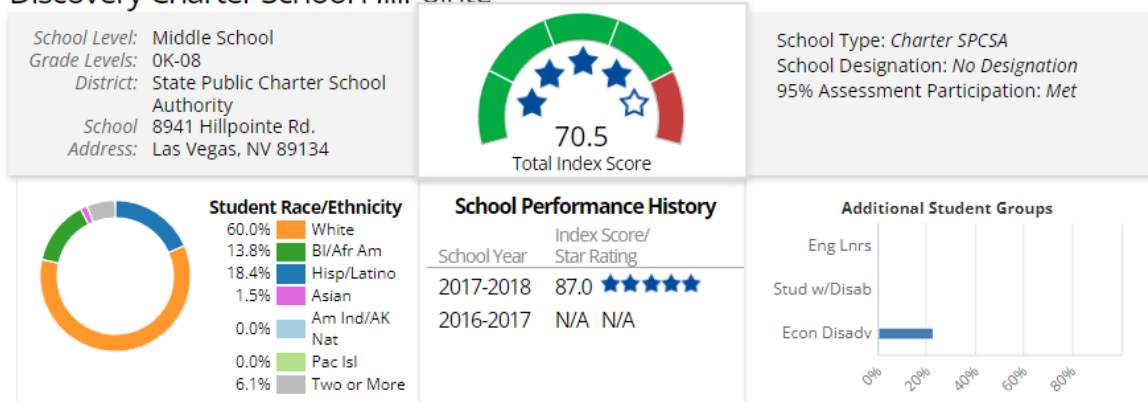 Discovery Charter School
School Level: Middle School
Grade Levels: 0K-08
District: State Public Charter School
Authority
School 8941 Hillpointe Rd.
Address: Las Vegas, NV 89134
70.5
Total Index Score
School Type: Charter SPCSA
School Designation: No Designation
95% Assessment Participation: Met
Student Race/Ethnicity
60.0% White
13.8% Bl/Afr Am
18.4% Hisp/Latino
1.5% Asian
0.0% Am Ind/AK
Nat
0.0% Pac Isl
6.1% Two or More
School Performance History
School Year Index Score/
Star Rating
2017-2018 87.0
2016-2017 N/A N/A
Additional Student Groups
Eng Lnrs
Stud w/Disab
Econ Disadv
0% 20% 40% 60% 80%